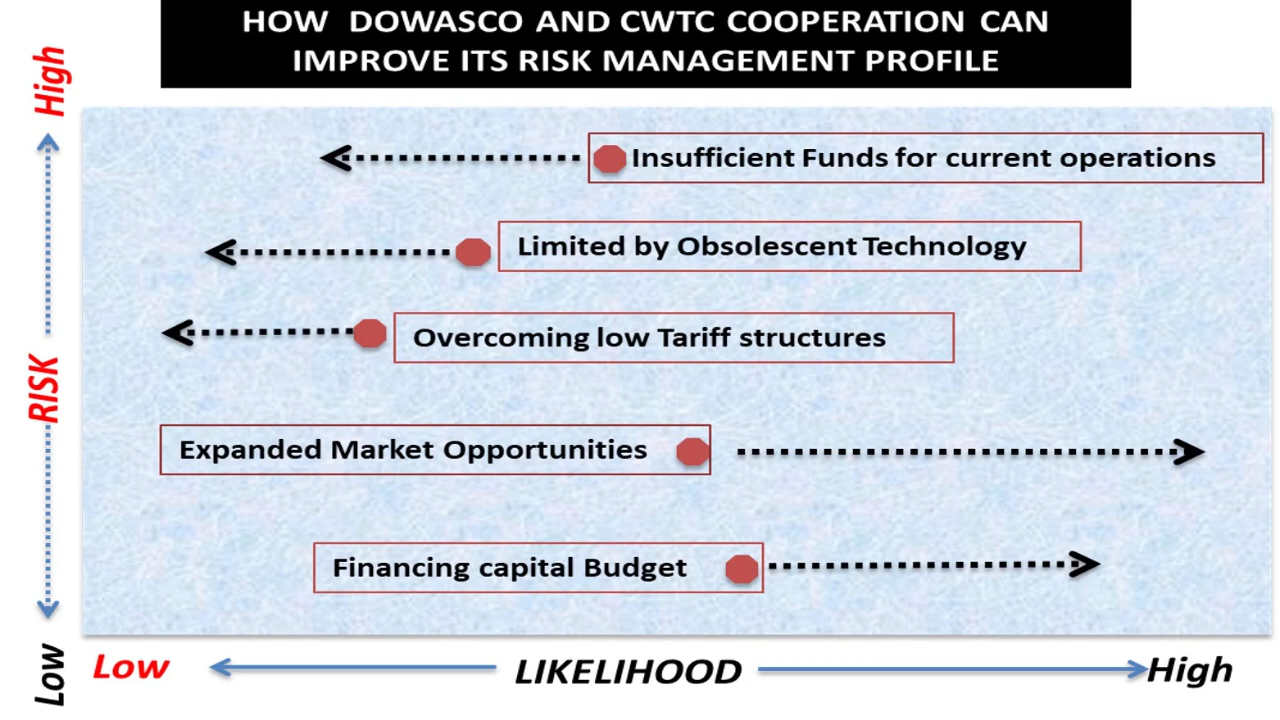 HOW DOWASCO AND CWTC COOPERATION CAN
IMPROVE ITS RISK MANAGEMENT PROFILE
High
Insufficient Funds for current operations
Limited by Obsolescent Technology
Overcoming low Tariff structures
RISK
Expanded Market Opportunities
Financing capital Budget
Low
Low
LIKELIHOOD
High